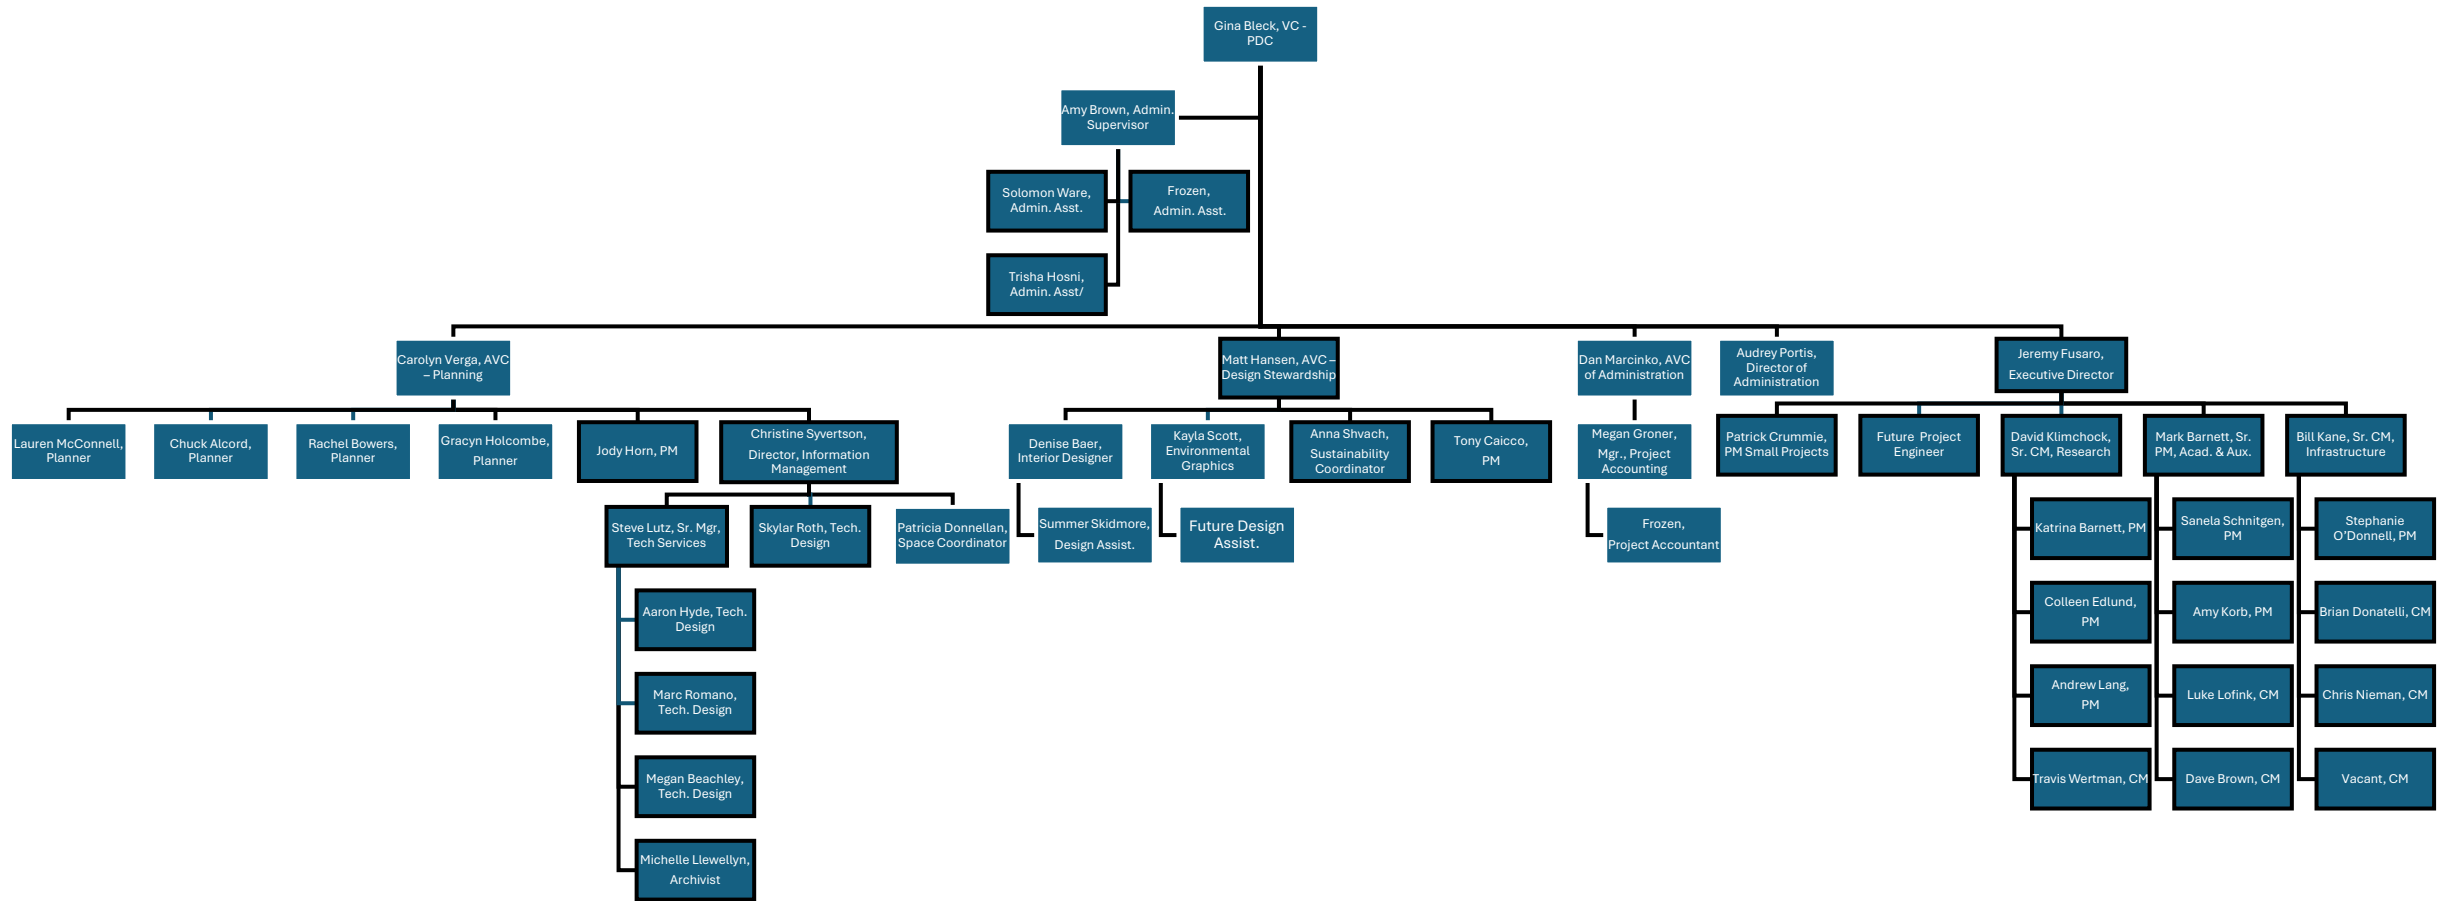 Gina Bleck, VC -
PDC
Amy Brown, Admin.
Supervisor
Solomon Ware,
Admin. Asst.
Frozen,
Admin. Asst.
Trisha Hosni,
Admin. Asst/
Carolyn Verga, AVC
– Planning
Matt Hansen, AVC –
Design Stewardship
Dan Marcinko, AVC
of Administration
Audrey Portis,
Director of
Administration
Jeremy Fusaro,
Executive Director
Lauren McConnell,
Planner
Chuck Alcord,
Planner
Rachel Bowers,
Planner
Gracyn Holcombe,
Planner
Jody Horn, PM
Christine Syvertson,
Director, Information
Management
Denise Baer,
Interior Designer
Kayla Scott,
Environmental
Graphics
Anna Shvach,
Sustainability
Coordinator
Tony Caicco,
PM
Megan Groner,
Mgr., Project
Accounting
Patrick Crummie,
PM Small Projects
Future Project
Engineer
David Klimchock,
Sr. CM, Research
Mark Barnett, Sr.
PM, Acad. & Aux.
Bill Kane, Sr. CM,
Infrastructure
Steve Lutz, Sr. Mgr,
Tech Services
Skylar Roth, Tech.
Design
Patricia Donnellan,
Space Coordinator
Summer Skidmore,
Design Assist.
Future Design
Assist.
Frozen,
Project Accountant
Katrina Barnett, PM
Sanela Schnitgen,
PM
Stephanie
O’Donnell, PM
Aaron Hyde, Tech.
Design
Colleen Edlund,
PM
Amy Korb, PM
Brian Donatelli, CM
Marc Romano,
Tech. Design
Andrew Lang,
PM
Luke Lofink, CM
Chris Nieman, CM
Megan Beachley,
Tech. Design
Travis Wertman, CM
Dave Brown, CM
Vacant, CM
Michelle Llewellyn,
Archivist